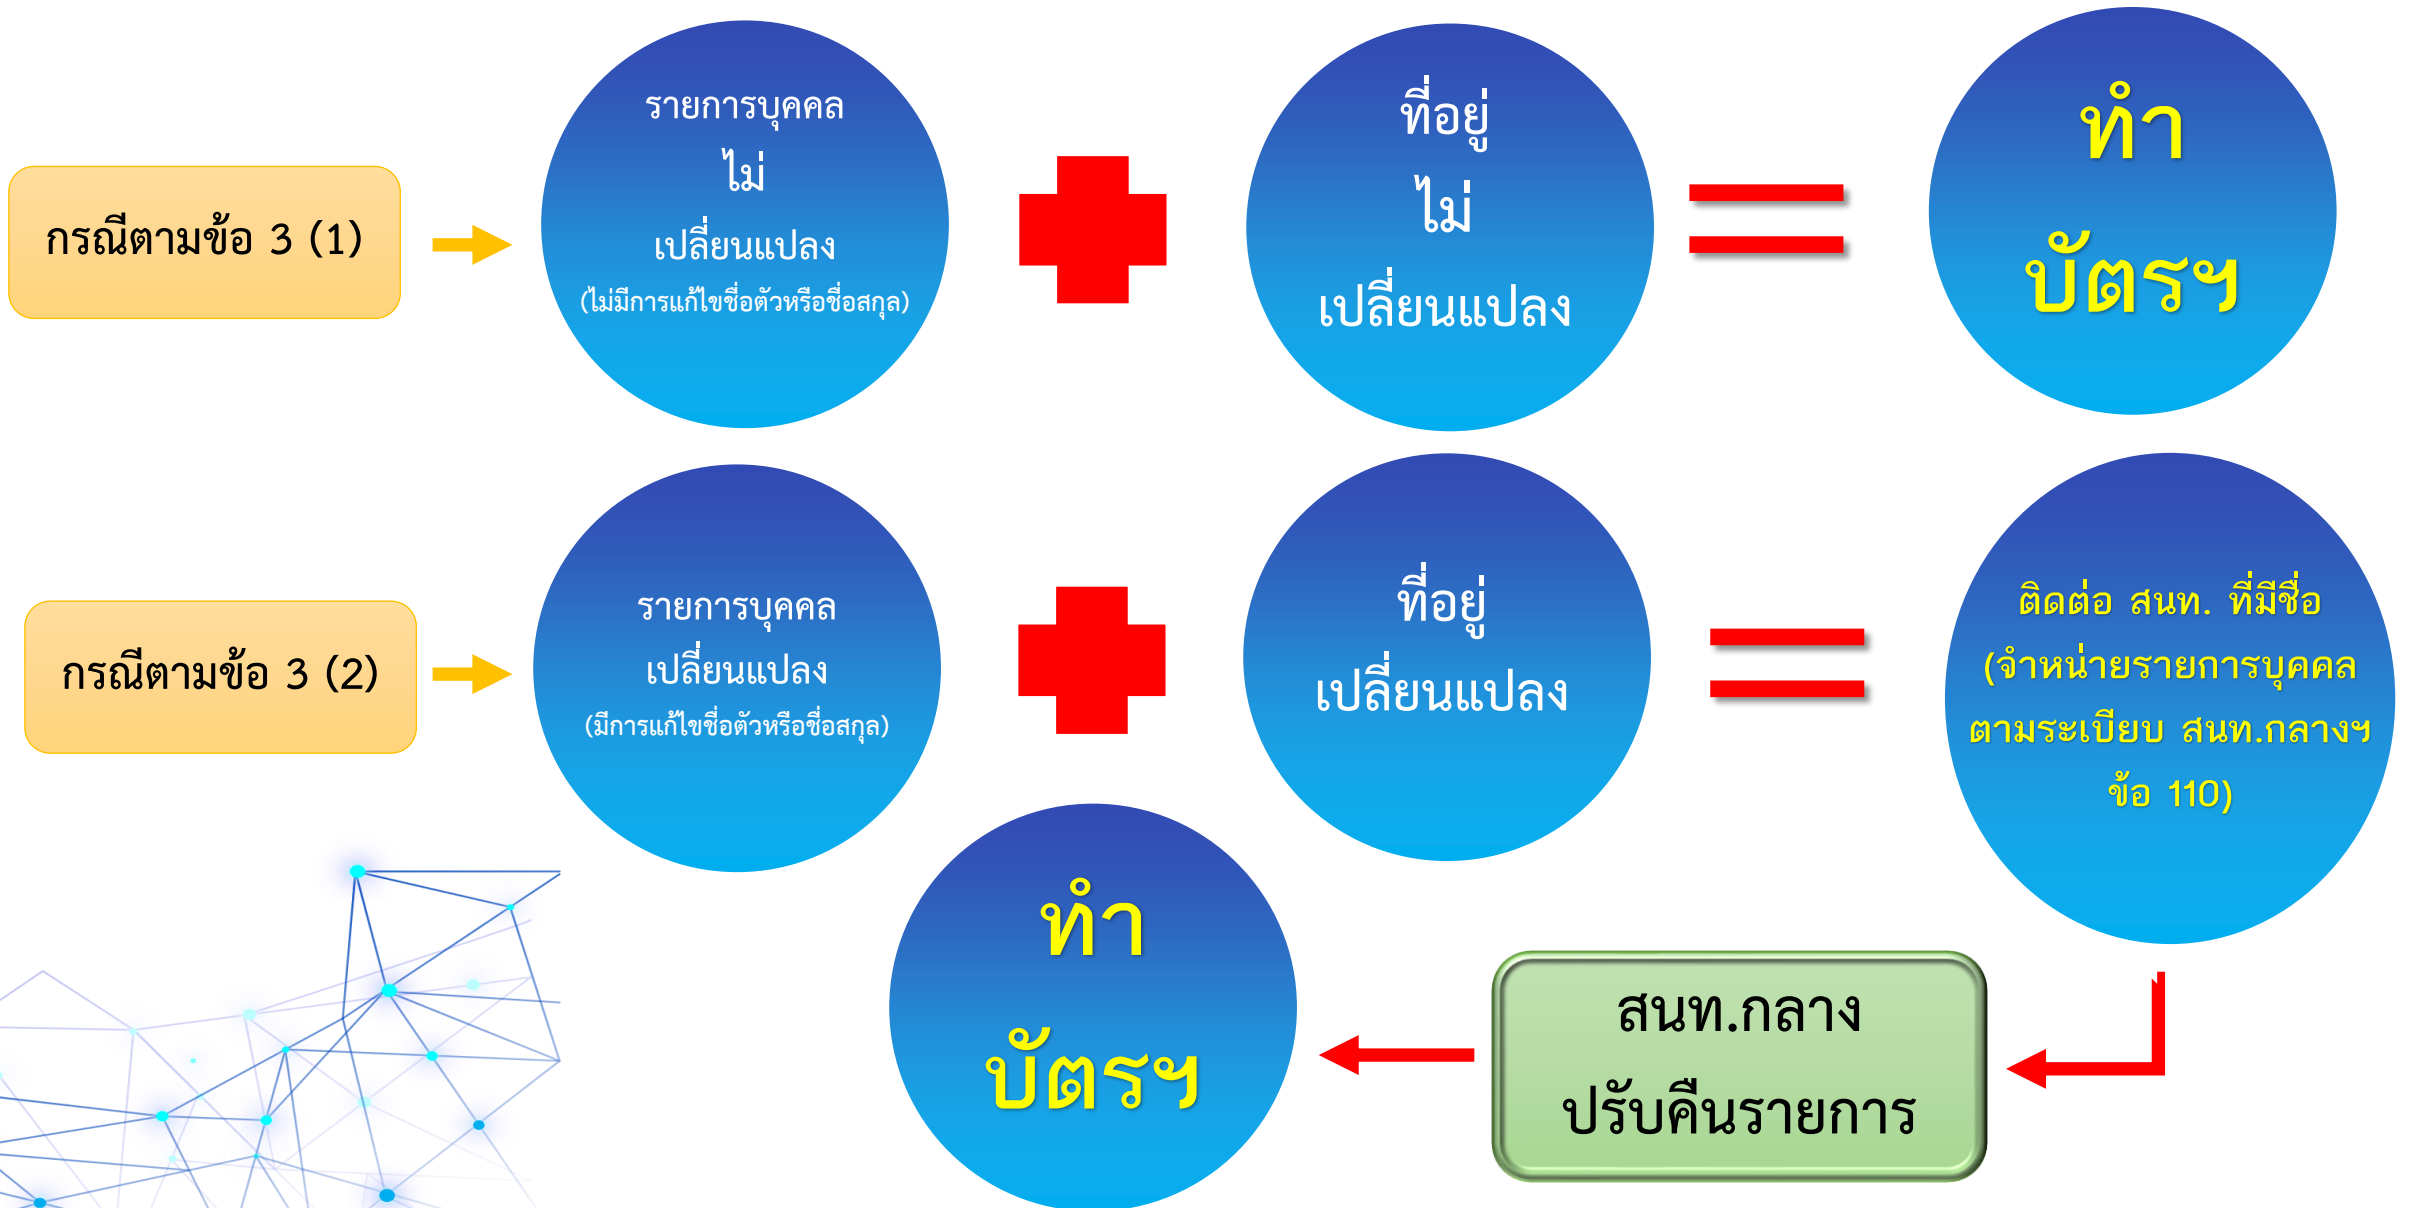 กรณีตามข้อ 3 (1)
รายการบุคคล
ไม่
เปลี่ยนแปลง
(ไม่มีการแก้ไขชื่อตัวหรือชื่อสกุล)
ที่อยู่
ไม่
เปลี่ยนแปลง
ทำ
บัตรฯ
กรณีตามข้อ 3 (2)
รายการบุคคล
เปลี่ยนแปลง
(มีการแก้ไขชื่อตัวหรือชื่อสกุล)
ที่อยู่
เปลี่ยนแปลง
ติดต่อ สนท. ที่มีชื่อ
(จำหน่ายรายการบุคคล
ตามระเบียบ สนท.กลางฯ
ข้อ 110)
สนท.กลาง
ปรับคืนรายการ
ทำ
บัตรฯ